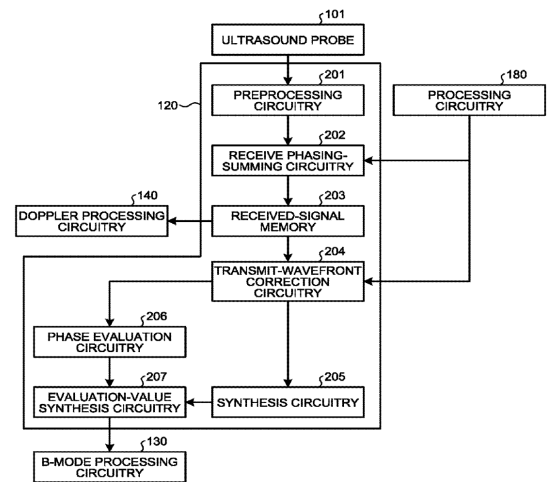 101
ULTRASOUND PROBE
201
180
120
PREPROCESSING
CIRCUITRY
PROCESSING
CIRCUITRY
202
RECEIVE PHASING-
SUMMING CIRCUITRY
140
203
DOPPLER PROCESSING
CIRCUITRY
RECEIVED-SIGNAL
MEMORY
204
TRANSMIT-WAVEFRONT
CORRECTION
CIRCUITRY
206
PHASE EVALUATION
CIRCUITRY
207
205
EVALUATION-VALUE
SYNTHESIS CIRCUITRY
SYNTHESIS CIRCUITRY
130
B-MODE PROCESSING
CIRCUITRY